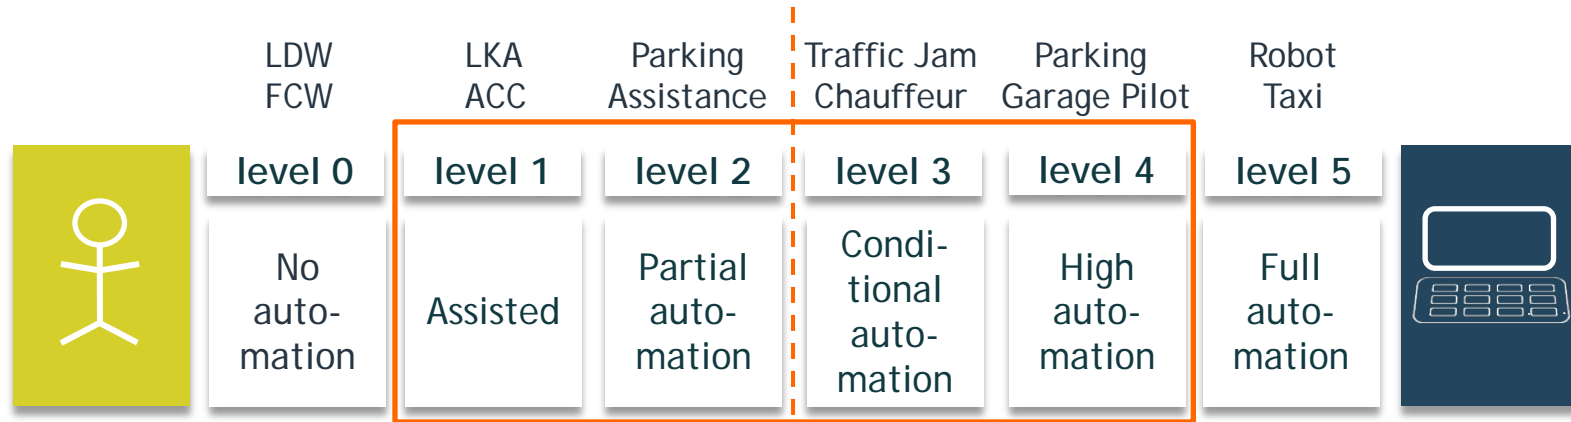 LDW
FCW
LKA
ACC
Parking
Assistance
Traffic Jam
Chauffeur
Parking
Garage Pilot
Robot
Taxi
level 0
level 1
level 2
level 3
level 4
level 5
No
auto-
mation
Assisted
Partial
auto-
mation
Condi-
tional
auto-
mation
High
auto-
mation
Full
auto-
mation